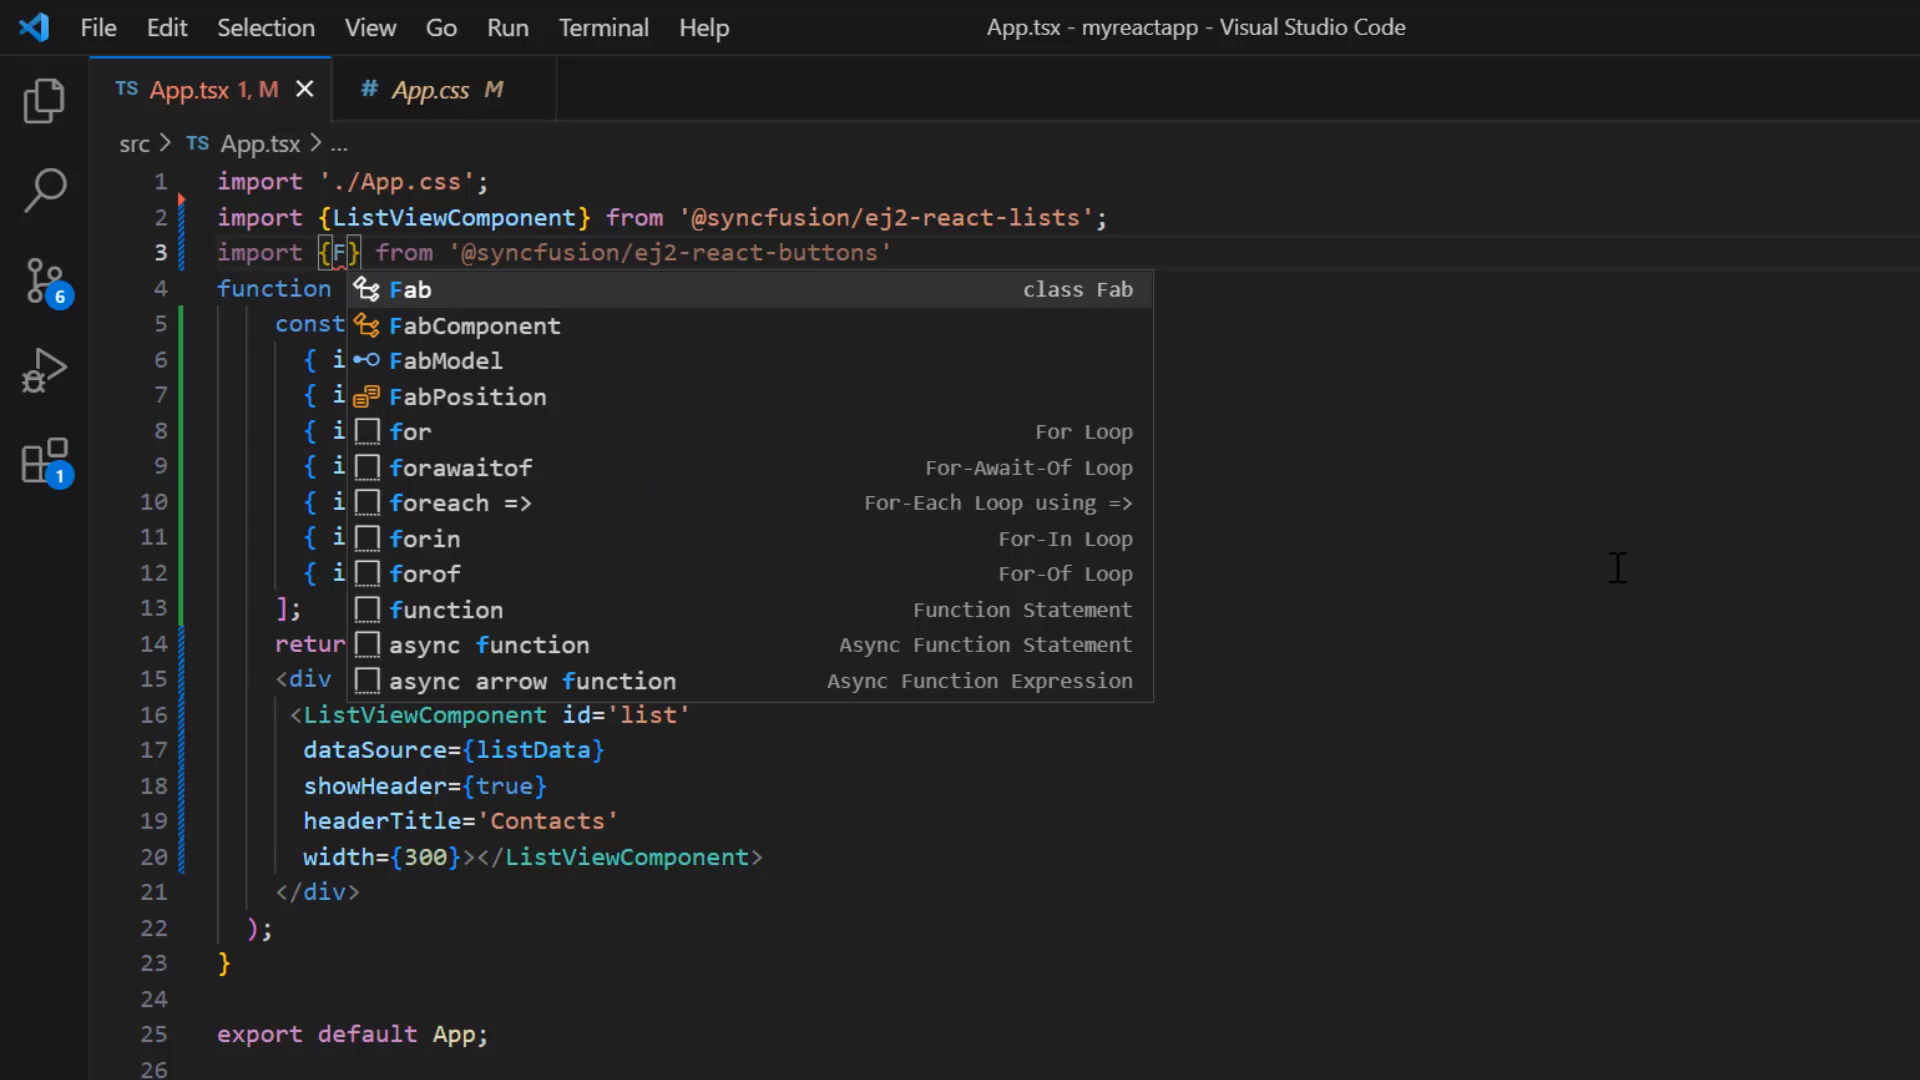 File Edit Selection View Go Run Terminal Help App.tsx - myreactapp - Visual Studio Code
TS App.tsx 1, M # App.css M
src > TS App.tsx > ...
1 import './App.css';
2 import {ListViewComponent} from '@syncfusion/ej2-react-lists';
3 import {F} from '@syncfusion/ej2-react-buttons'
4 function Fab class Fab
5 const FabComponent
6 { i FabModel
7 { i FabPosition
8 { i for For Loop
9 { i forawaitof For-Await-Of Loop
10 { i foreach => For-Each Loop using =>
11 { i forin For-In Loop
12 { i forof For-Of Loop
13 ]; function Function Statement
14 retur async function Async Function Statement
15 <div async arrow function Async Function Expression
16 <ListViewComponent id='list'
17 dataSource={listData}
18 showHeader={true}
19 headerTitle='Contacts'
20 width={300}></ListViewComponent>
21 </div>
22 );
23 }
24
25 export default App;
26
6
1